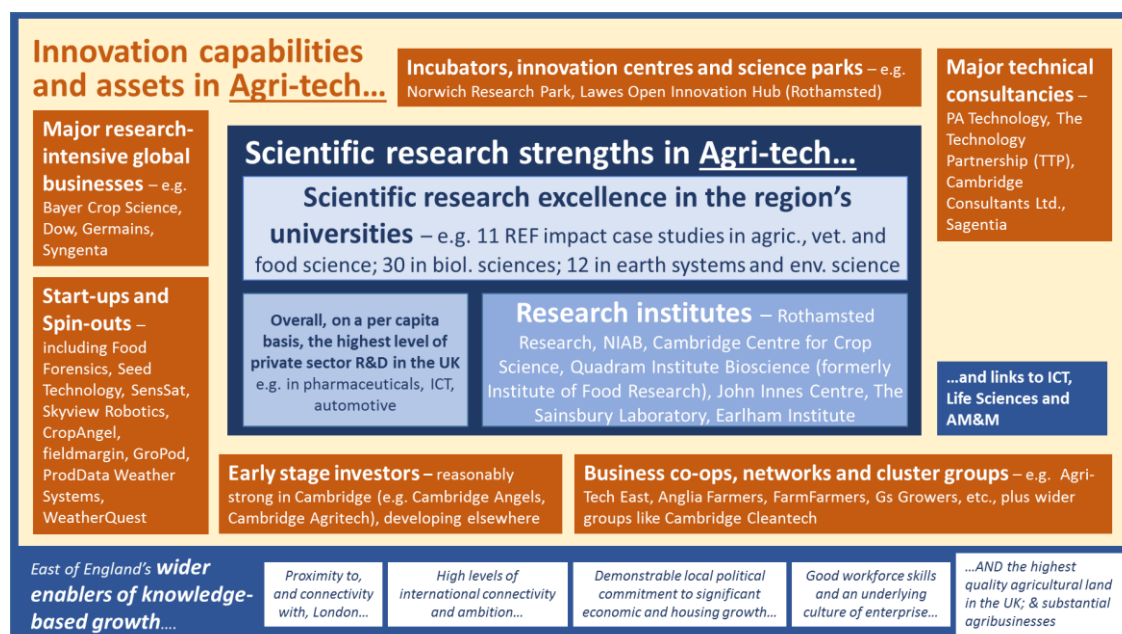 Innovation capabilities
and assets in Agri-tech...
Incubators, innovation centres and science parks – e.g.
Norwich Research Park, Lawes Open Innovation Hub (Rothamsted)
Major technical
consultancies –
PA Technology, The
Technology
Partnership (TTP),
Cambridge
Consultants Ltd.,
Sagentia
Major research-
intensive global
businesses – e.g.
Bayer Crop Science,
Dow, Germains,
Syngenta
Scientific research strengths in Agri-tech...
Scientific research excellence in the region's
universities – e.g. 11 REF impact case studies in agric., vet. and
food science; 30 in biol. sciences; 12 in earth systems and env. science
Start-ups and
Spin-outs –
including Food
Forensics, Seed
Technology, SensSat,
Skyview Robotics,
CropAngel,
fieldmargin, GroPod,
ProdData Weather
Systems,
WeatherQuest
Overall, on a per capita
basis, the highest level of
private sector R&D in the UK
e.g. in pharmaceuticals, ICT,
automotive
Research institutes – Rothamsted
Research, NIAB, Cambridge Centre for Crop
Science, Quadram Institute Bioscience (formerly
Institute of Food Research), John Innes Centre, The
Sainsbury Laboratory, Earlham Institute
...and links to ICT,
Life Sciences and
AM&M
Early stage investors – reasonably
strong in Cambridge (e.g. Cambridge Angels,
Cambridge Agritech), developing elsewhere
Business co-ops, networks and cluster groups – e.g. Agri-
Tech East, Anglia Farmers, FarmFarmers, Gs Growers, etc., plus wider
groups like Cambridge Cleantech
East of England's wider
enablers of knowledge-
based growth....
Proximity to,
and connectivity
with, London...
High levels of
international connectivity
and ambition...
Demonstrable local political
commitment to significant
economic and housing growth...
Good workforce skills
and an underlying
culture of enterprise...
...AND the highest
quality agricultural land
in the UK; & substantial
agribusinesses